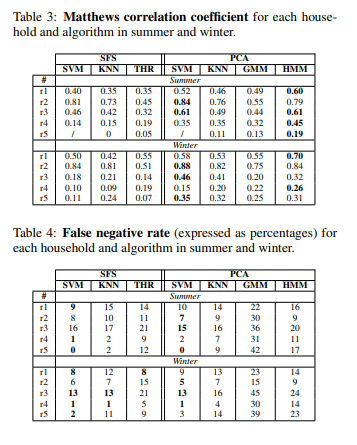 Table 3: Matthews correlation coefficient for each house-
hold and algorithm in summer and winter.
SFS PCA
SVM KNN THR SVM KNN GMM HMM
# Summer
r1 0.40 0.35 0.35 0.52 0.46 0.49 0.60
r2 0.81 0.73 0.45 0.84 0.76 0.55 0.79
r3 0.46 0.42 0.32 0.61 0.49 0.44 0.61
r4 0.14 0.15 0.19 0.35 0.35 0.32 0.45
r5 / 0 0.05 / 0.11 0.13 0.19
Winter
r1 0.50 0.42 0.55 0.58 0.53 0.55 0.70
r2 0.84 0.81 0.51 0.88 0.82 0.75 0.84
r3 0.18 0.21 0.14 0.46 0.41 0.20 0.32
r4 0.10 0.09 0.19 0.15 0.20 0.22 0.26
r5 0.11 0.24 0.07 0.35 0.32 0.25 0.31
Table 4: False negative rate (expressed as percentages) for
each household and algorithm in summer and winter.
SFS PCA
SVM KNN THR SVM KNN GMM HMM
# Summer
r1 9 15 14 10 14 22 16
r2 8 10 11 7 9 30 9
r3 16 17 21 15 16 36 20
r4 1 2 9 2 7 31 11
r5 0 2 12 0 9 42 17
Winter
r1 8 12 8 9 13 23 14
r2 6 7 15 5 7 15 9
r3 13 13 21 13 16 45 24
r4 1 1 5 1 4 30 14
r5 2 11 9 3 14 39 23